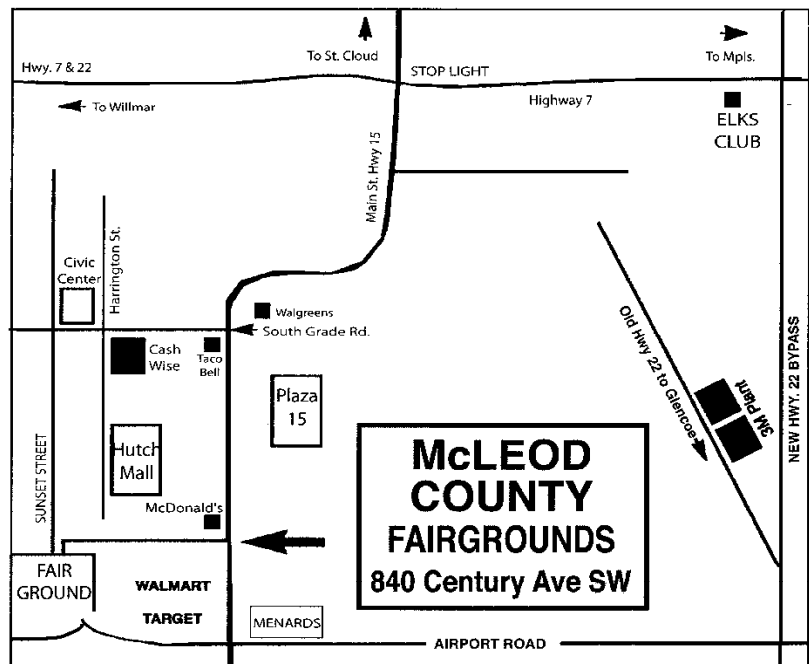 To St. Cloud
To Mpls.
Hwy. 7 & 22
STOP LIGHT
To Willmar
Highway 7
ELKS
CLUB
Main St. Hwy 15
Harrington St.
Civic
Center
Walgreens
South Grade Rd.
Cash
Wise
Taco
Bell
Old Hwy 22 to Glencoe
3M Plant
NEW HWY. 22 BYPASS
Plaza
15
Hutch
Mall
SUNSET STREET
McDonald's
McLEOD
COUNTY
FAIRGROUNDS
840 Century Ave SW
FAIR
GROUND
WALMART
TARGET
MENARDS
AIRPORT ROAD